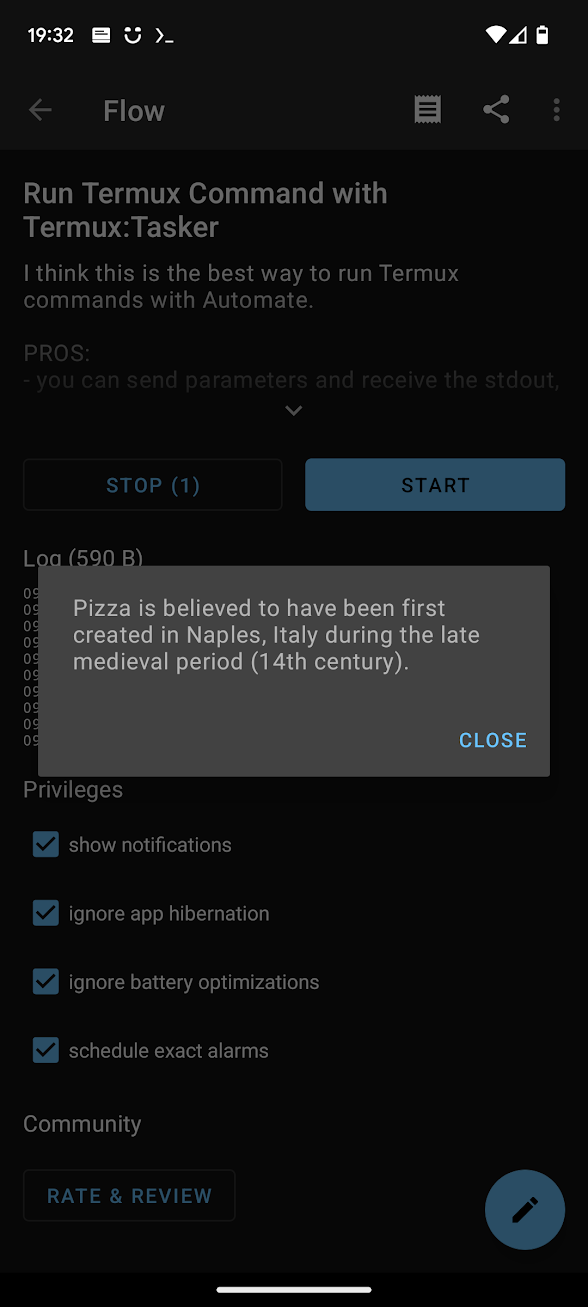 19:32
Flow
Run Termux Command with
Termux:Tasker
I think this is the best way to run Termux
commands with Automate.
PROS:
- you can send parameters and receive the stdout,
STOP (1)
START
Log (590 B)
09
09
09
09
09
09
09
09
09
09
Pizza is believed to have been first
created in Naples, Italy during the late
medieval period (14th century).
CLOSE
Privileges
show notifications
ignore app hibernation
ignore battery optimizations
schedule exact alarms
Community
RATE & REVIEW